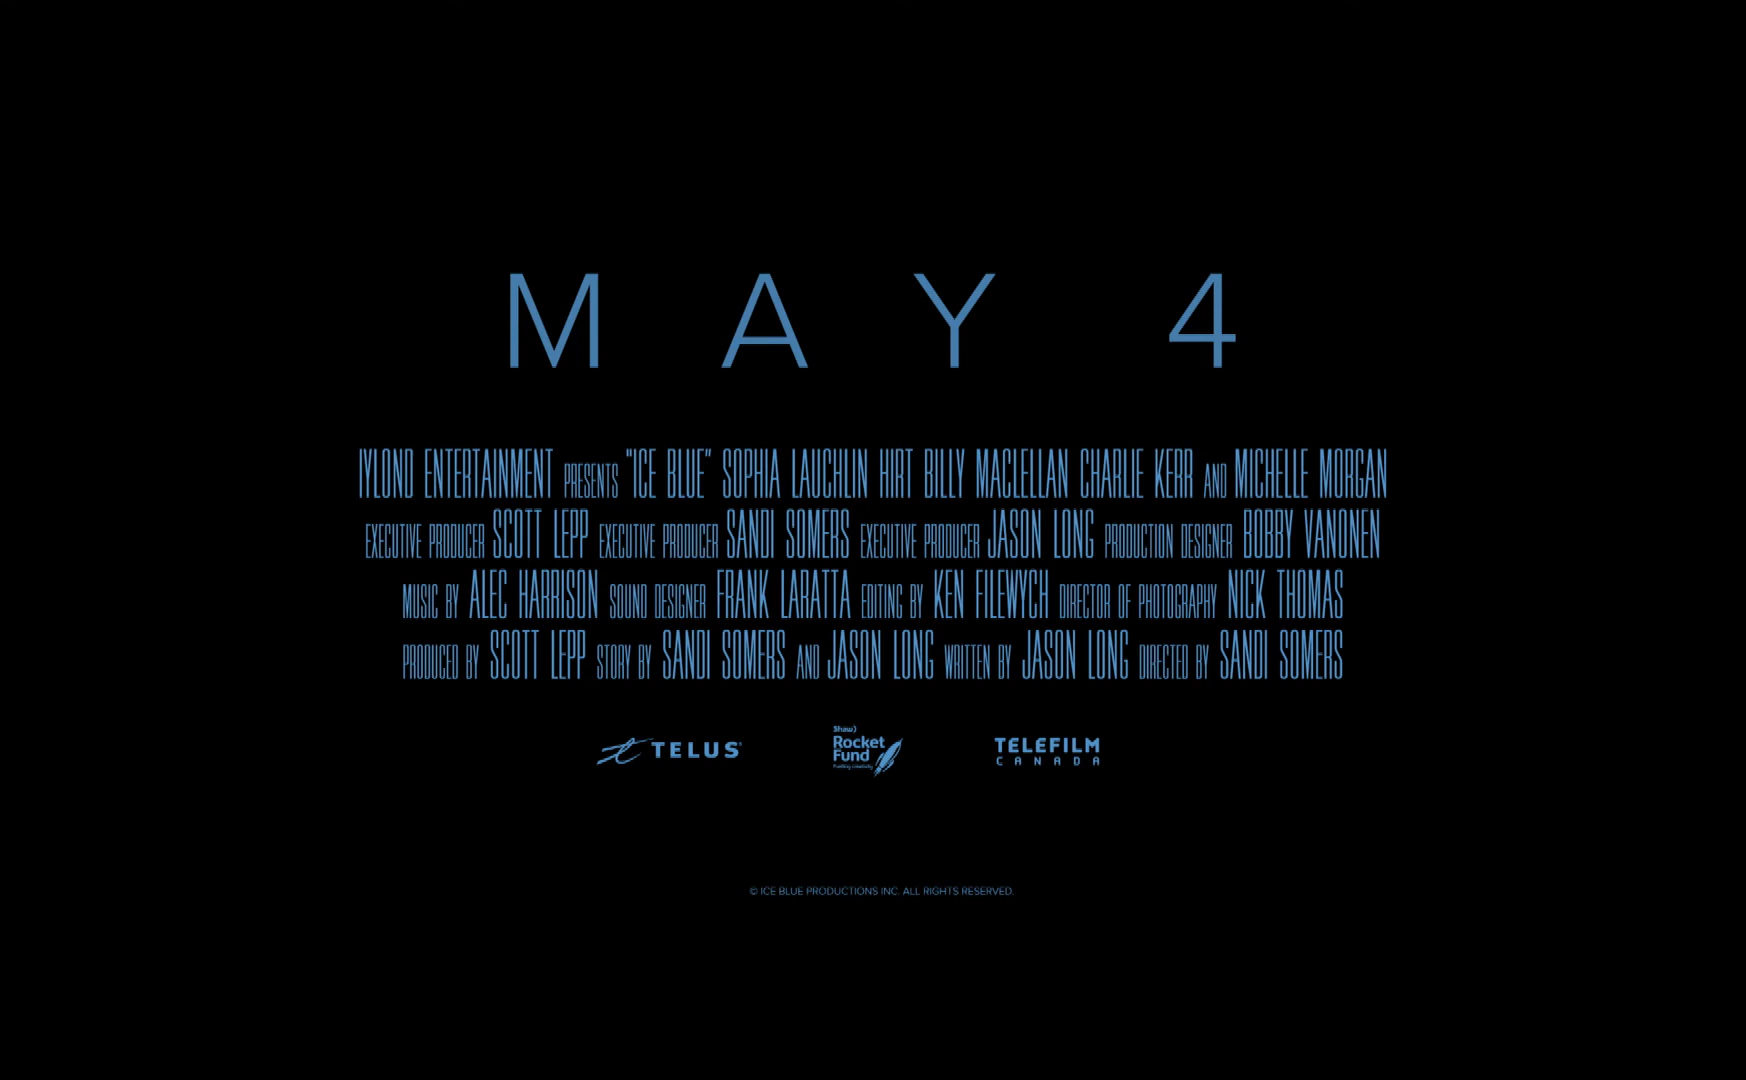 MAY 4
IYLOND ENTERTAINMENT PRESENTS "ICE BLUE" SOPHIA LAUCHLIN HIRT BILLY MACLELLAN CHARLIE KERR AND MICHELLE MORGAN
EXECUTIVE PRODUCER SCOTT LEPP EXECUTIVE PRODUCER SANDI SOMERS EXECUTIVE PRODUCER JASON LONG PRODUCTION DESIGNER BOBBY VANONEN
MUSIC BY ALEC HARRISON SOUND DESIGNER FRANK LARATTA EDITING BY KEN FILEWYCH DIRECTOR OF PHOTOGRAPHY NICK THOMAS
PRODUCED BY SCOTT LEPP STORY BY SANDI SOMERS AND JASON LONG WRITTEN BY JASON LONG DIRECTED BY SANDI SOMERS
TELUS
Shaw)
Rocket
Fund
Fuelling creativity
TELEFILM
CANADA
© ICE BLUE PRODUCTIONS INC. ALL RIGHTS RESERVED.